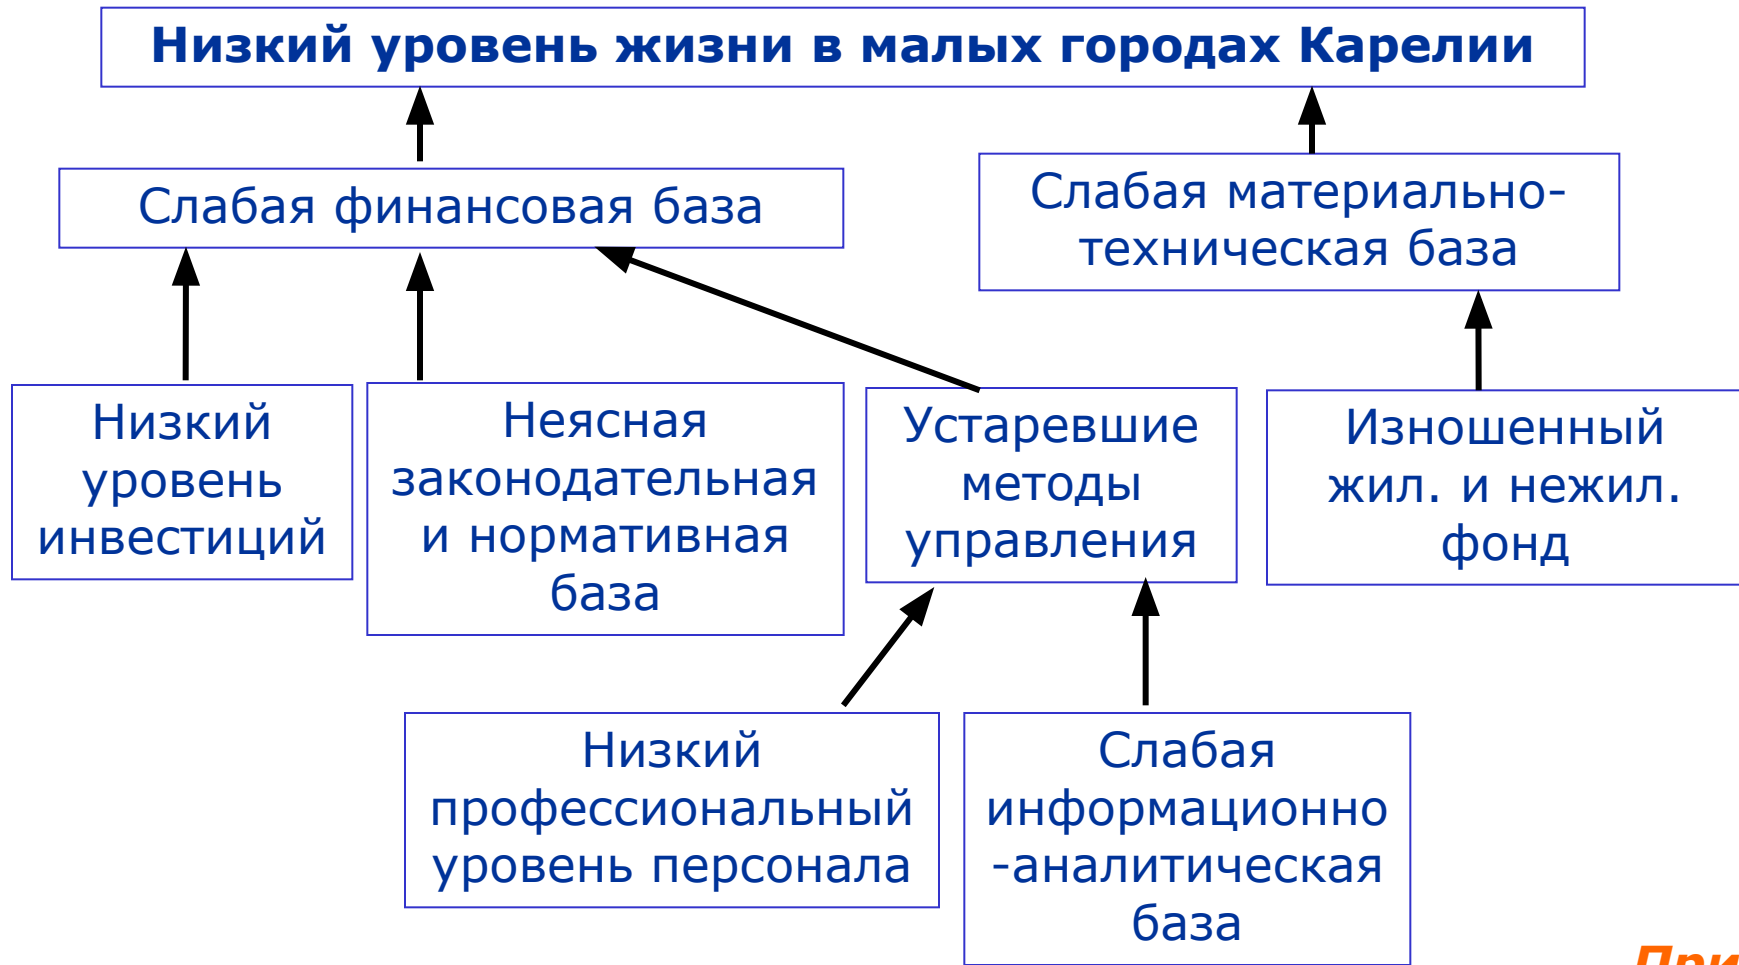 Низкий уровень жизни в малых городах Карелии
Слабая финансовая база
Слабая материально-
техническая база
Низкий
уровень
инвестиций
Неясная
законодательная
и нормативная
база
Устаревшие
методы
управления
Изношенный
жил. и нежил.
фонд
Низкий
профессиональный
уровень персонала
Слабая
информационно
-аналитическая
база